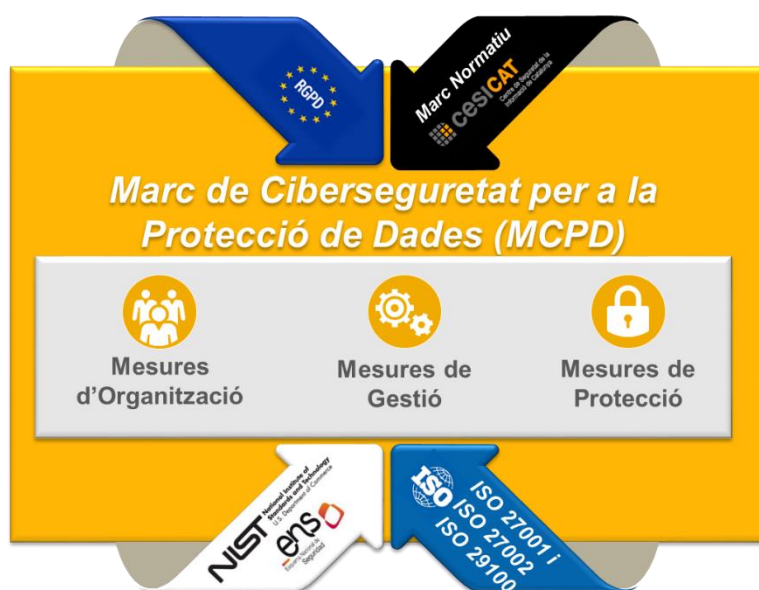 RGPD
Marc Normatiu
cesiCAT
Centre de Seguretat de la
Informació de Catalunya
Marc de Ciberseguretat per a la
Protecció de Dades (MCPD)
Mesures
d’Organització
Mesures de
Gestió
Mesures de
Protecció
NIST
National Institute of
Standards and Technology
U.S. Department of Commerce
ens
Esquema Nacional de
Seguridad
ISO
ISO 27001 i
ISO 27002
ISO 29100